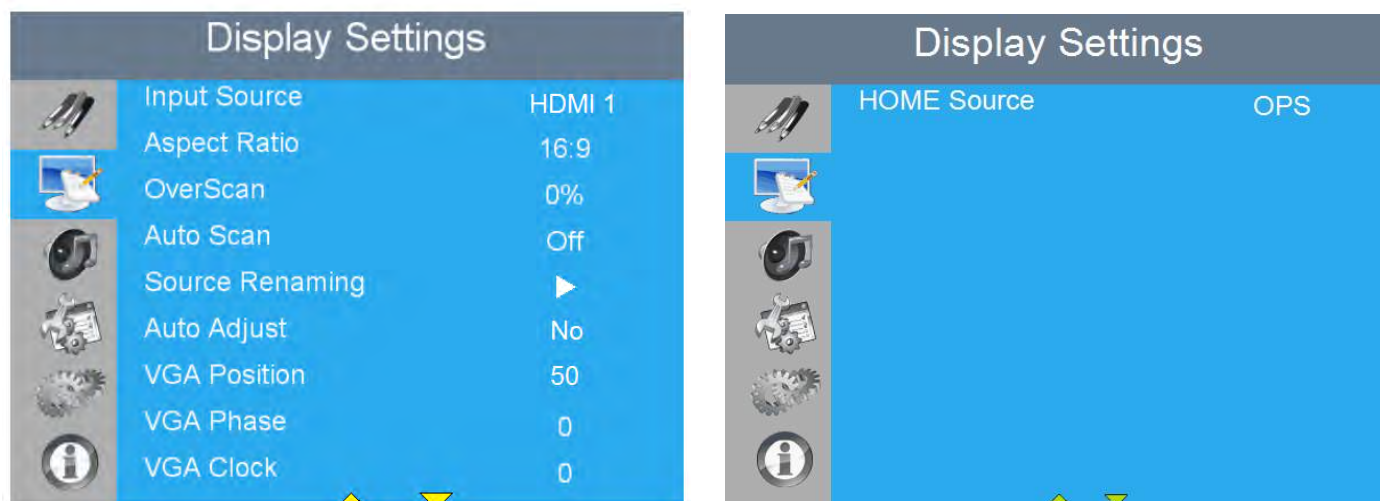 Display Settings
Input Source HDMI 1
Aspect Ratio 16:9
OverScan 0%
Auto Scan Off
Source Renaming
Auto Adjust No
VGA Position 50
VGA Phase 0
VGA Clock 0
Display Settings
HOME Source OPS